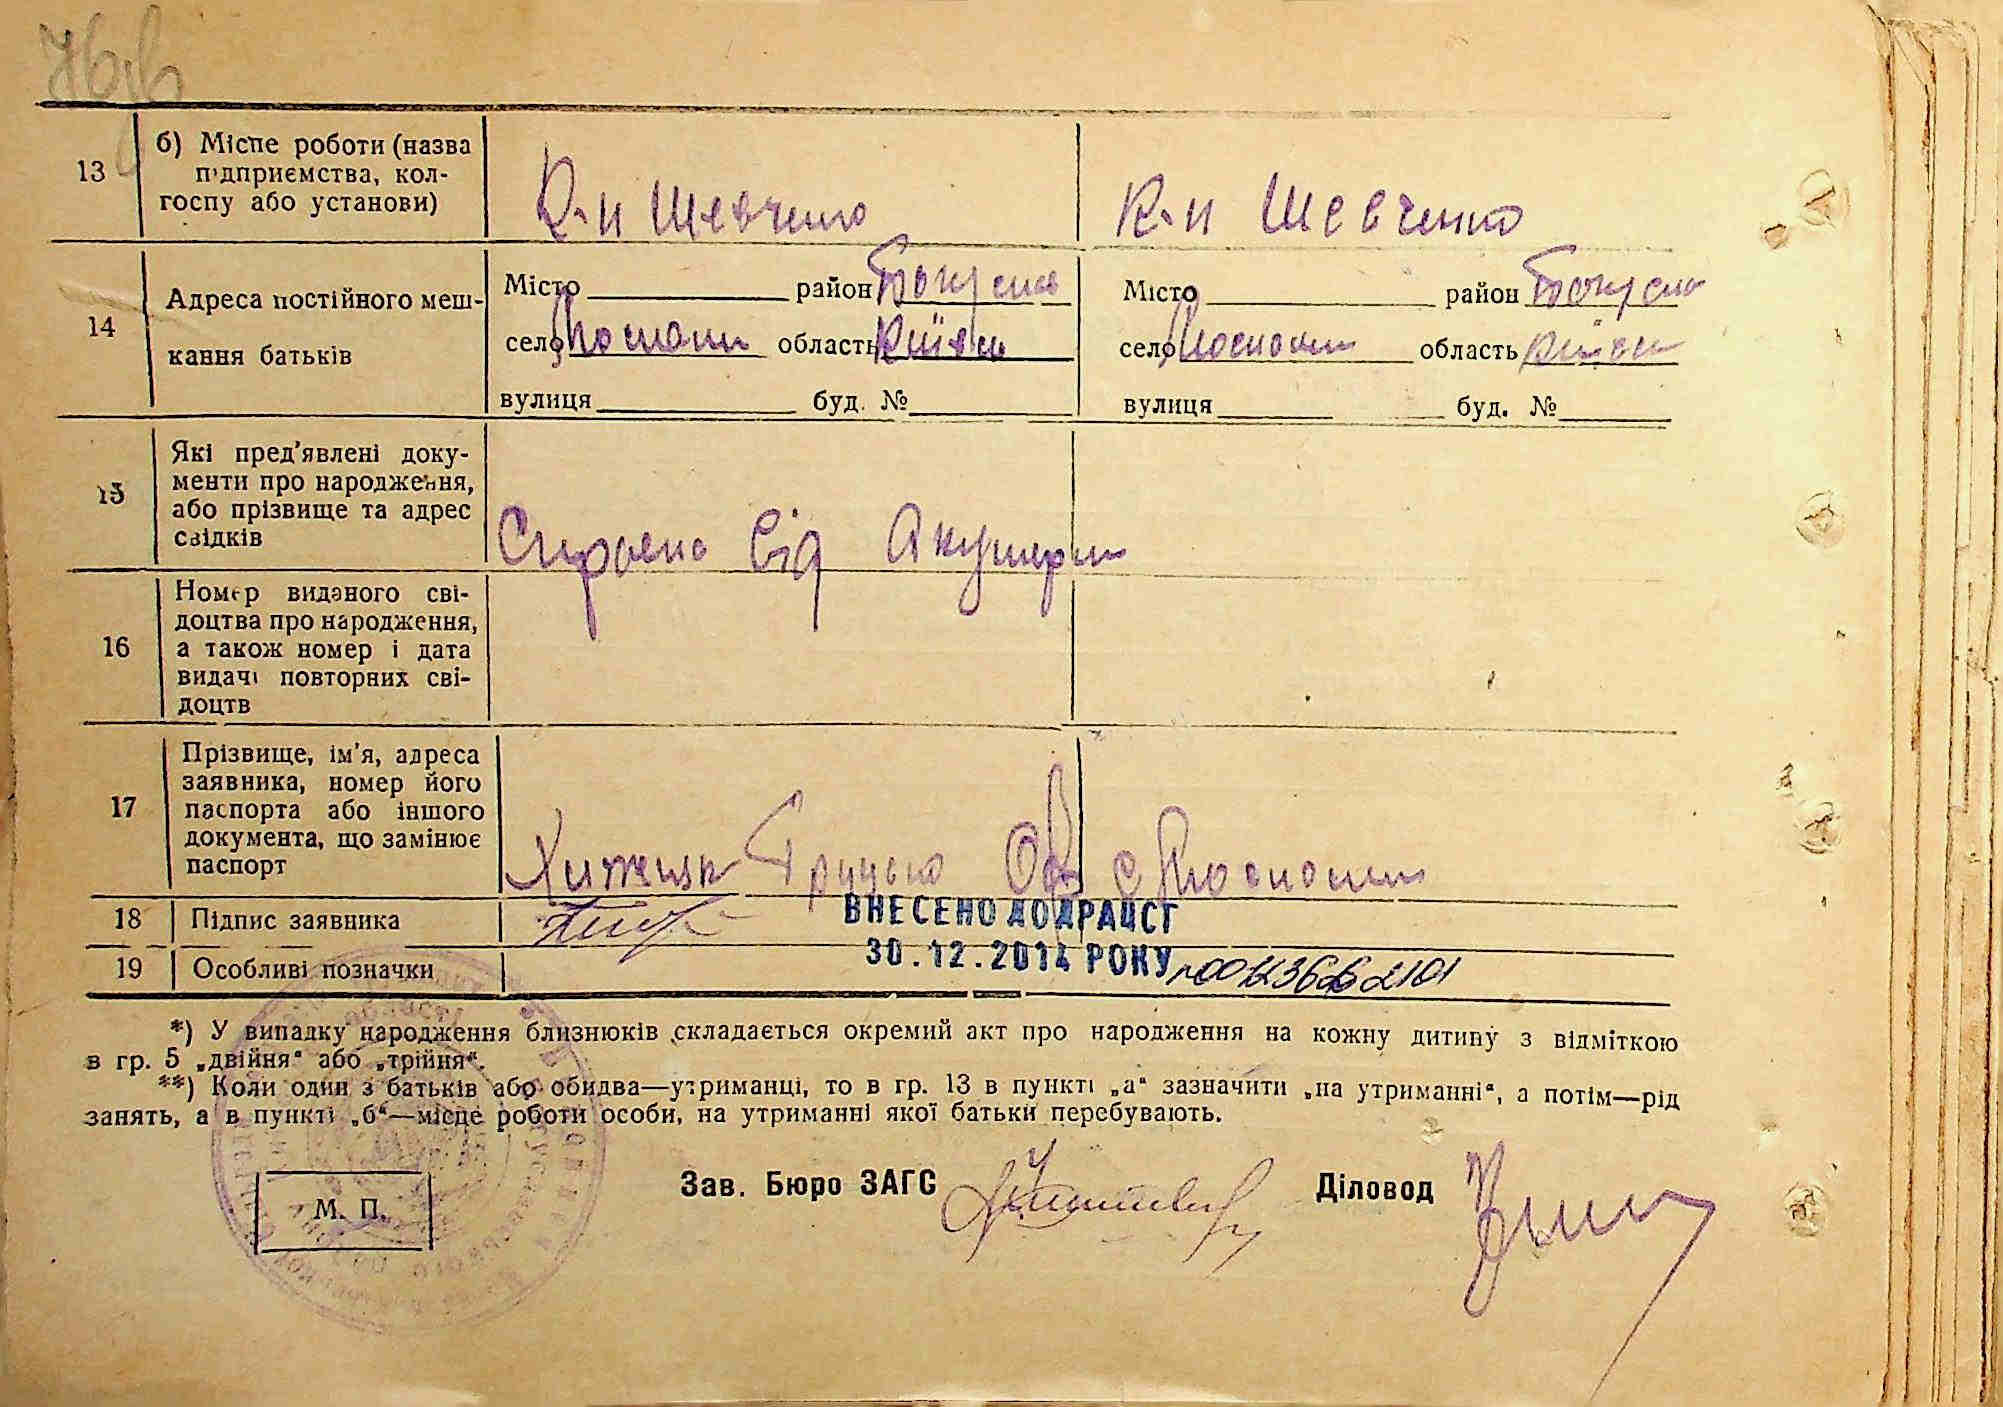 76
13
б) Місце роботи (назва
підприємства, кол-
госпу або установи)
К-п Шевченко
К-п Шевченко
14
Адреса постійного меш-
кання батьків
Місто район Богуслав
село область Київськ
вулиця буд. №
Місто район Богуслав
село область Київськ
вулиця буд. №
15
Які пред'явлені доку-
менти про народження,
або прізвище та адрес
свідків
Справка від Акушерки
16
Номер виданого сві-
доцтва про народження,
а також номер і дата
видачі повторних сві-
доцтв
17
Прізвище, ім'я, адреса
заявника, номер його
паспорта або іншого
документа, що замінює
паспорт
Хижняк с
18 Підпис заявника
ВНЕСЕНО ДО ДРАЦСГ
19 Особливі позначки
30.12.2014 РОКУ
*) У випадку народження близнюків складається окремий акт про народження на кожну дитину з відміткою
в гр. 5 „двійня“ або „трійня“.
**) Коли один з батьків або обидва—утриманці, то в гр. 13 в пункті „а“ зазначити „на утриманні“, а потім—рід
занять, а в пункті „б“—місце роботи особи, на утриманні якої батьки перебувають.
Зав. Бюро ЗАГС
Діловод
М. П.